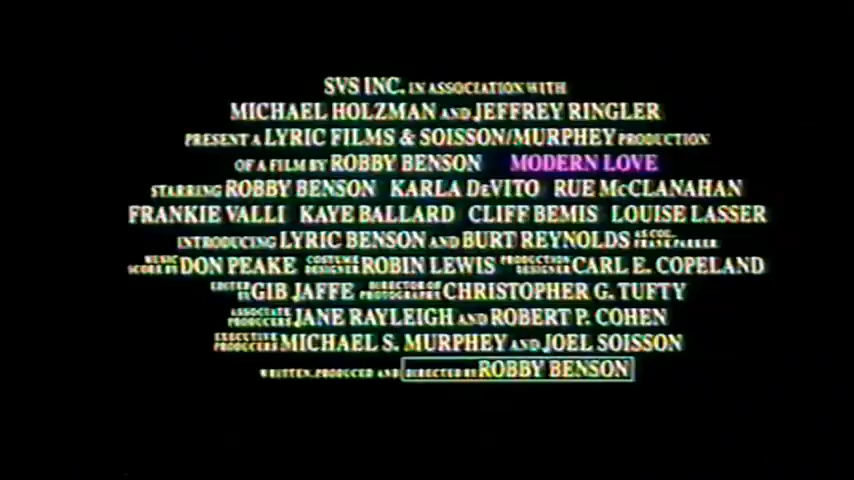 SVS INC. IN ASSOCIATION WITH
MICHAEL HOLZMAN AND JEFFREY RINGLER
PRESENT A LYRIC FILMS & SOISSON/MURPHEY PRODUCTION
OF A FILM BY ROBBY BENSON MODERN LOVE
STARRING ROBBY BENSON KARLA DeVITO RUE McCLANAHAN
FRANKIE VALLI KAYE BALLARD CLIFF BEMIS LOUISE LASSER
INTRODUCING LYRIC BENSON AND BURT REYNOLDS AS COL. FRANK PARKER
MUSIC SCORE BY DON PEAKE COSTUME DESIGNER ROBIN LEWIS PRODUCTION DESIGNER CARL E. COPELAND
EDITED BY GIB JAFFE DIRECTOR OF PHOTOGRAPHY CHRISTOPHER G. TUFTY
ASSOCIATE PRODUCERS JANE RAYLEIGH AND ROBERT P. COHEN
EXECUTIVE PRODUCERS MICHAEL S. MURPHEY AND JOEL SOISSON
WRITTEN, PRODUCED AND DIRECTED BY ROBBY BENSON